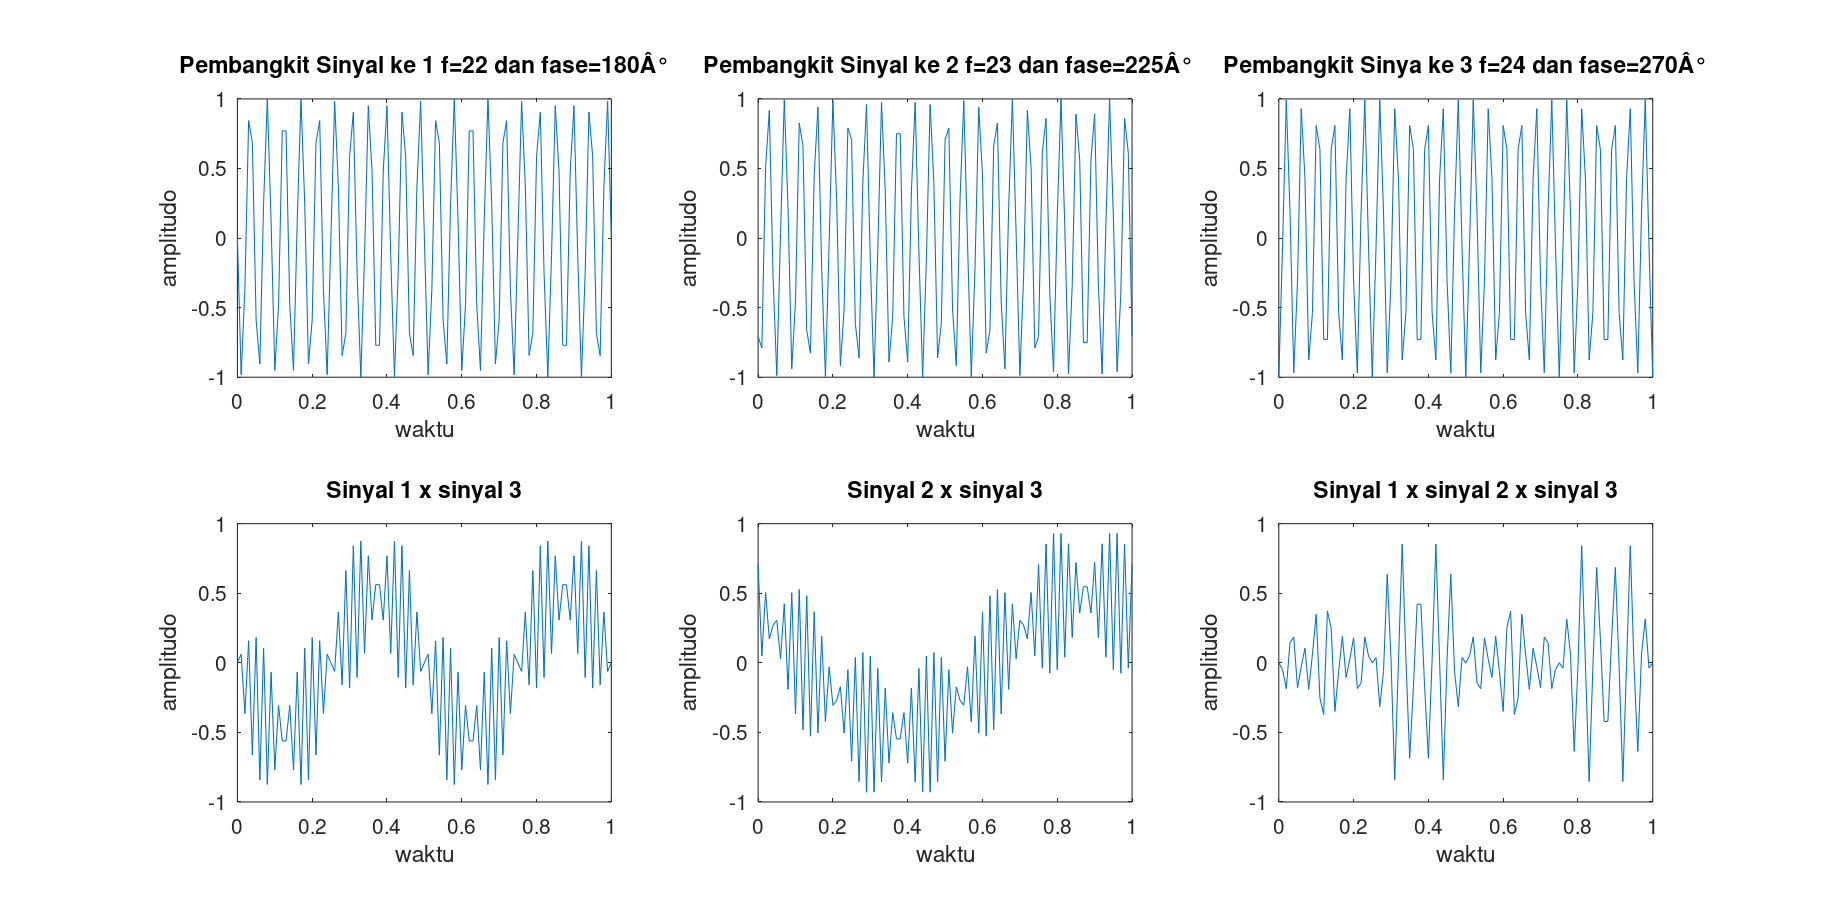 Pembangkit Sinyal ke 1 f=22 dan fase=180Â°
1
0.5
0
-0.5
-1
amplitudo
0 0.2 0.4 0.6 0.8 1
waktu
Pembangkit Sinyal ke 2 f=23 dan fase=225Â°
1
0.5
0
-0.5
-1
amplitudo
0 0.2 0.4 0.6 0.8 1
waktu
Pembangkit Sinya ke 3 f=24 dan fase=270Â°
1
0.5
0
-0.5
-1
amplitudo
0 0.2 0.4 0.6 0.8 1
waktu
Sinyal 1 x sinyal 3
1
0.5
0
-0.5
-1
amplitudo
0 0.2 0.4 0.6 0.8 1
waktu
Sinyal 2 x sinyal 3
1
0.5
0
-0.5
-1
amplitudo
0 0.2 0.4 0.6 0.8 1
waktu
Sinyal 1 x sinyal 2 x sinyal 3
1
0.5
0
-0.5
-1
amplitudo
0 0.2 0.4 0.6 0.8 1
waktu